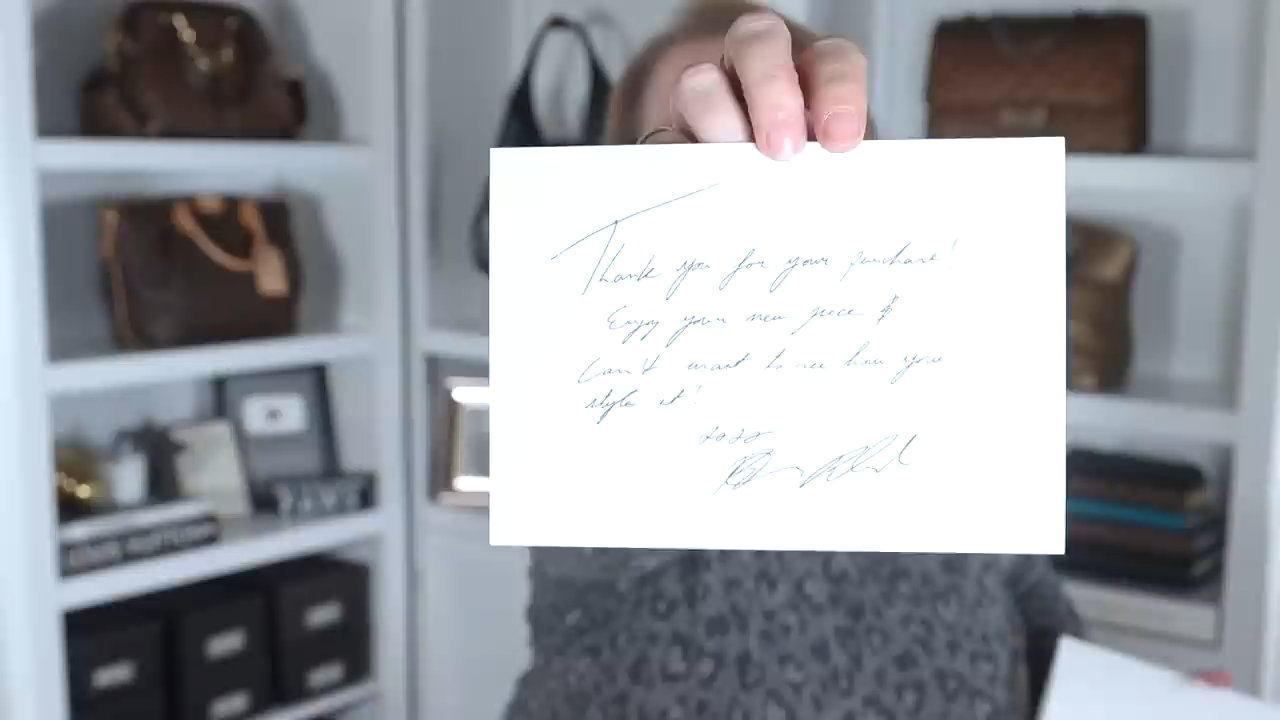 Thank you for your purchase!
Enjoy your new piece &
Can't wait to see how you
style it!
xoxo